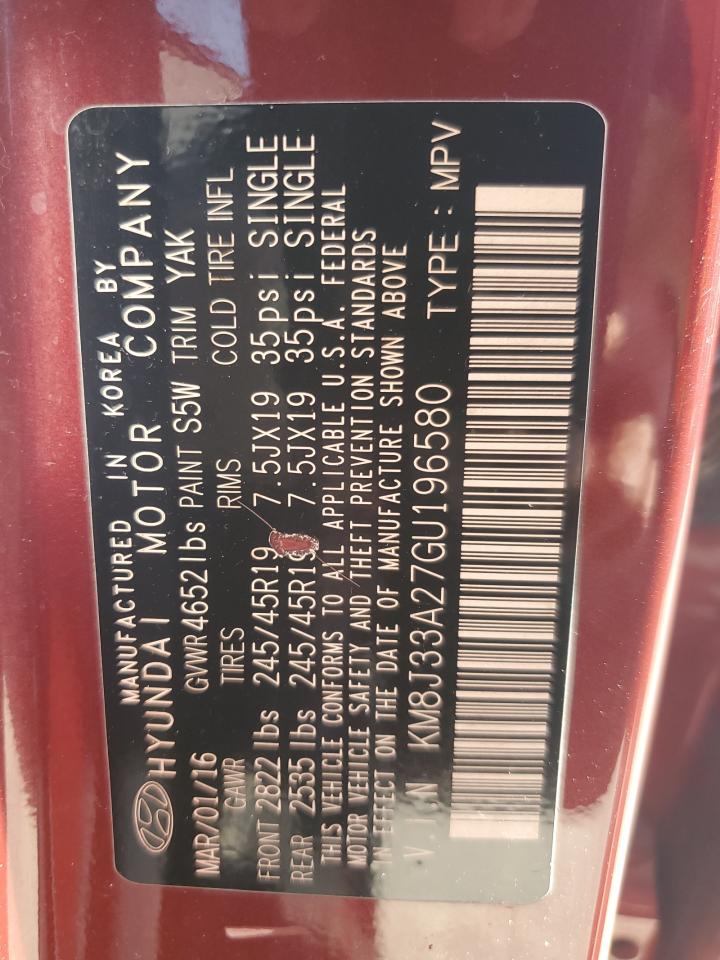 MANUFACTURED IN KOREA BY
HYUNDAI MOTOR COMPANY
MAR/01/16 GVWR 4652 lbs PAINT S5W TRIM YAK
GAWR TIRES RIMS COLD TIRE INFL
FRONT 2822 lbs 245/45R19 7.5JX19 35psi SINGLE
REAR 2535 lbs 245/45R19 7.5JX19 35psi SINGLE
THIS VEHICLE CONFORMS TO ALL APPLICABLE U.S.A. FEDERAL
MOTOR VEHICLE SAFETY AND THEFT PREVENTION STANDARDS
IN EFFECT ON THE DATE OF MANUFACTURE SHOWN ABOVE
V I N KM8J33A27GU196580 TYPE : MPV